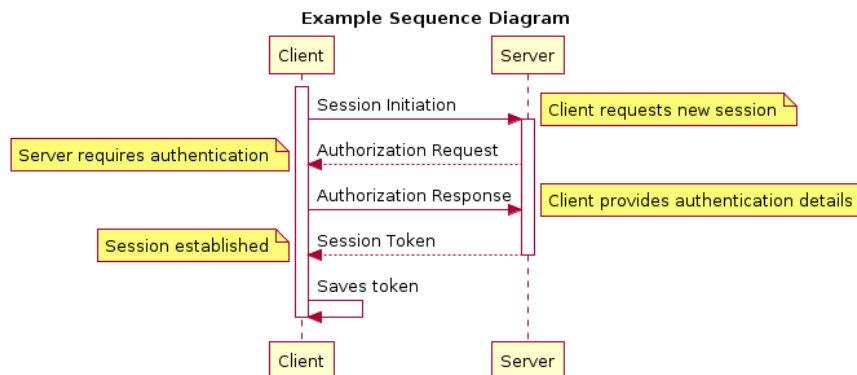 Example Sequence Diagram
Client
Server
Session Initiation
Client requests new session
Authorization Request
Server requires authentication
Authorization Response
Client provides authentication details
Session Token
Session established
Saves token
Client
Server